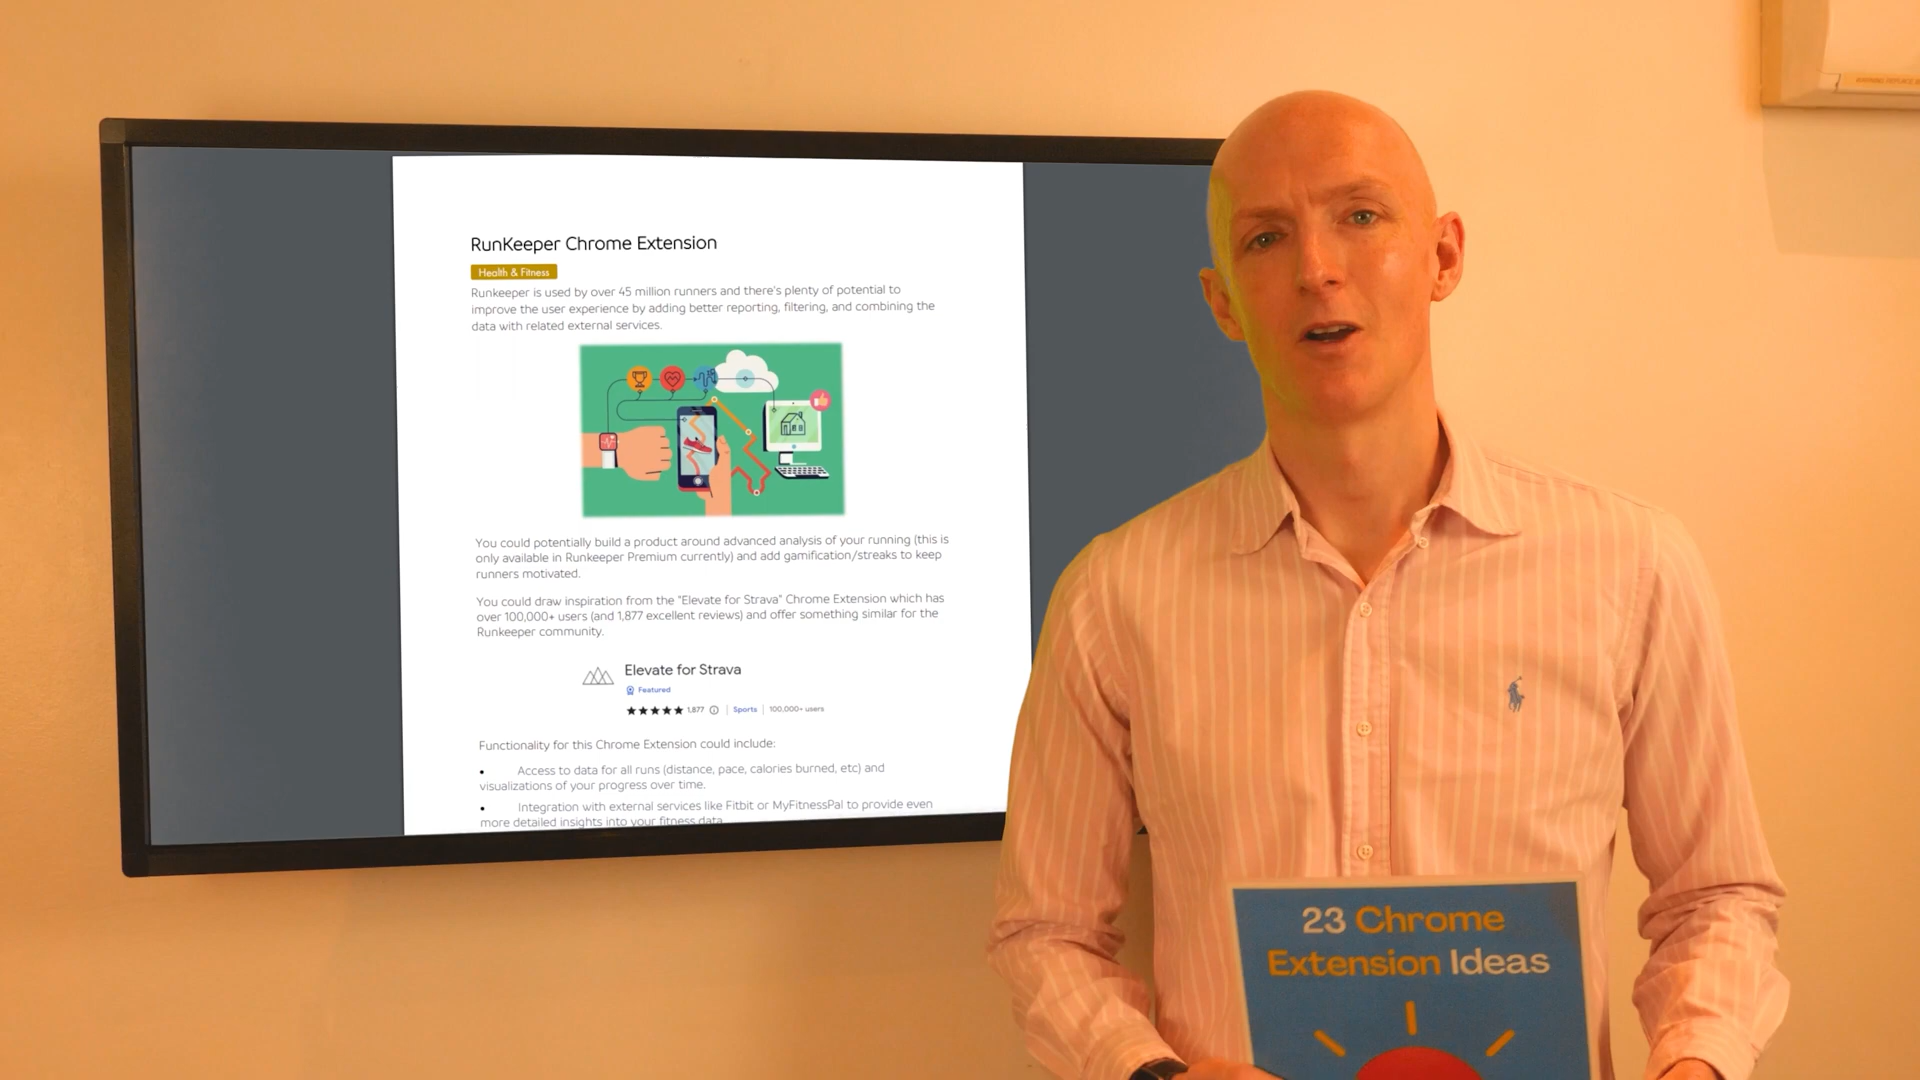 RunKeeper Chrome Extension
Health & Fitness
Runkeeper is used by over 45 million runners and there's plenty of potential to
improve the user experience by adding better reporting, filtering, and combining the
data with related external services.
You could potentially build a product around advanced analysis of your running (this is
only available in Runkeeper Premium currently) and add gamification/streaks to keep
runners motivated.
You could draw inspiration from the "Elevate for Strava" Chrome Extension which has
over 100,000+ users (and 1,877 excellent reviews) and offer something similar for the
Runkeeper community.
Elevate for Strava
Featured
★★★★★ 1,877 | Sports | 100,000+ users
Functionality for this Chrome Extension could include:
• Access to data for all runs (distance, pace, calories burned, etc) and
visualizations of your progress over time.
• Integration with external services like Fitbit or MyFitnessPal to provide even
more detailed insights into your fitness data
23 Chrome
Extension Ideas